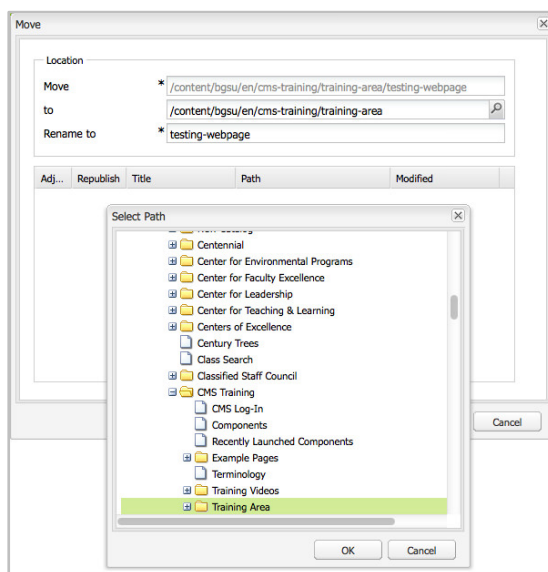 Move
Location
Move * /content/bgsu/en/cms-training/training-area/testing-webpage
to /content/bgsu/en/cms-training/training-area
Rename to * testing-webpage
Adj... Republish Title Path Modified
Select Path
Centennial
Center for Environmental Programs
Center for Faculty Excellence
Center for Leadership
Center for Teaching & Learning
Centers of Excellence
Century Trees
Class Search
Classified Staff Council
CMS Training
CMS Log-In
Components
Recently Launched Components
Example Pages
Terminology
Training Videos
Training Area
Cancel
OK Cancel